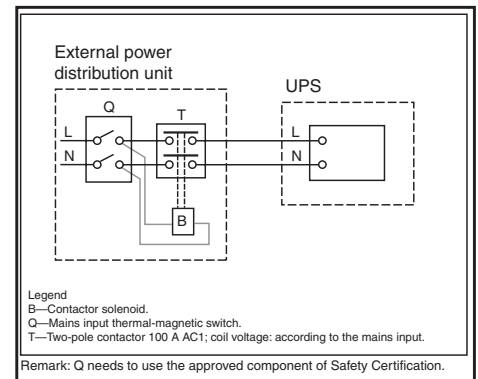 External power
distribution unit
UPS
Q
T
L
N
L
N
B
Legend
B—Contactor solenoid.
Q—Mains input thermal-magnetic switch.
T—Two-pole contactor 100 A AC1; coil voltage: according to the mains input.
Remark: Q needs to use the approved component of Safety Certification.